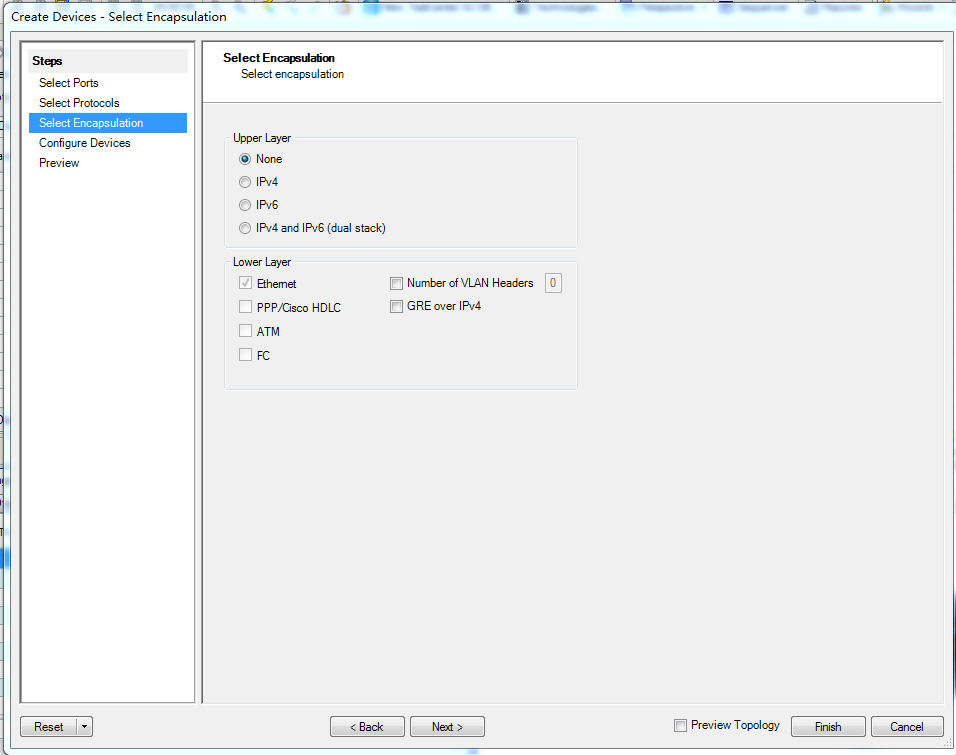 Create Devices - Select Encapsulation
Steps
Select Ports
Select Protocols
Select Encapsulation
Configure Devices
Preview
Select Encapsulation
Select encapsulation
Upper Layer
None
IPv4
IPv6
IPv4 and IPv6 (dual stack)
Lower Layer
Ethernet
PPP/Cisco HDLC
ATM
FC
Number of VLAN Headers 0
GRE over IPv4
Reset
< Back
Next >
Preview Topology
Finish
Cancel